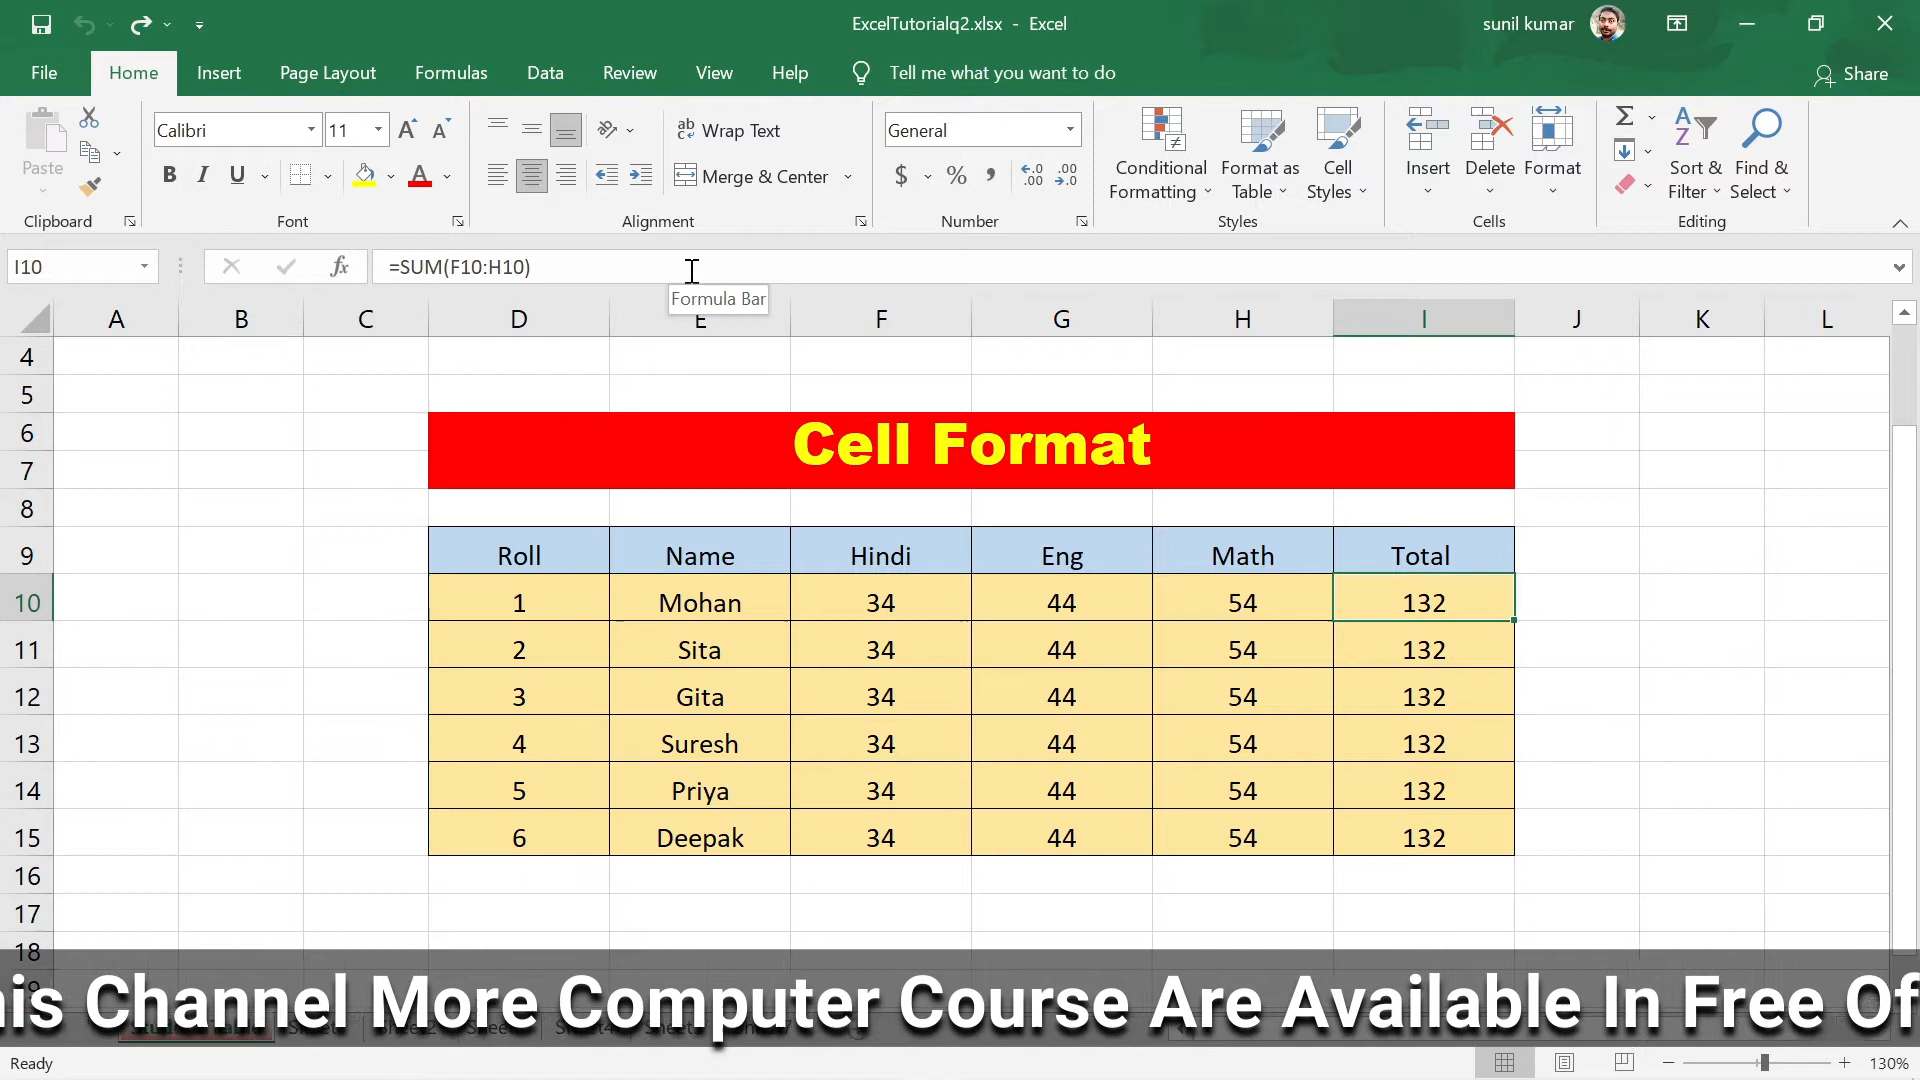 ExcelTutorialq2.xlsx - Excel
sunil kumar
File Home Insert Page Layout Formulas Data Review View Help Tell me what you want to do Share
Paste
Clipboard
Calibri 11
B I U A
Font
ab Wrap Text
Merge & Center
Alignment
General
$ % ,
Number
Conditional Formatting
Format as Table
Cell Styles
Styles
Insert Delete Format
Cells
Sort & Filter
Find & Select
Editing
I10 fx =SUM(F10:H10)
Formula Bar
A B C D E F G H I J K L
4
5
6
Cell Format
7
8
9 Roll Name Hindi Eng Math Total
10 1 Mohan 34 44 54 132
11 2 Sita 34 44 54 132
12 3 Gita 34 44 54 132
13 4 Suresh 34 44 54 132
14 5 Priya 34 44 54 132
15 6 Deepak 34 44 54 132
16
17
18
his Channel More Computer Course Are Available In Free Of
Ready 130%